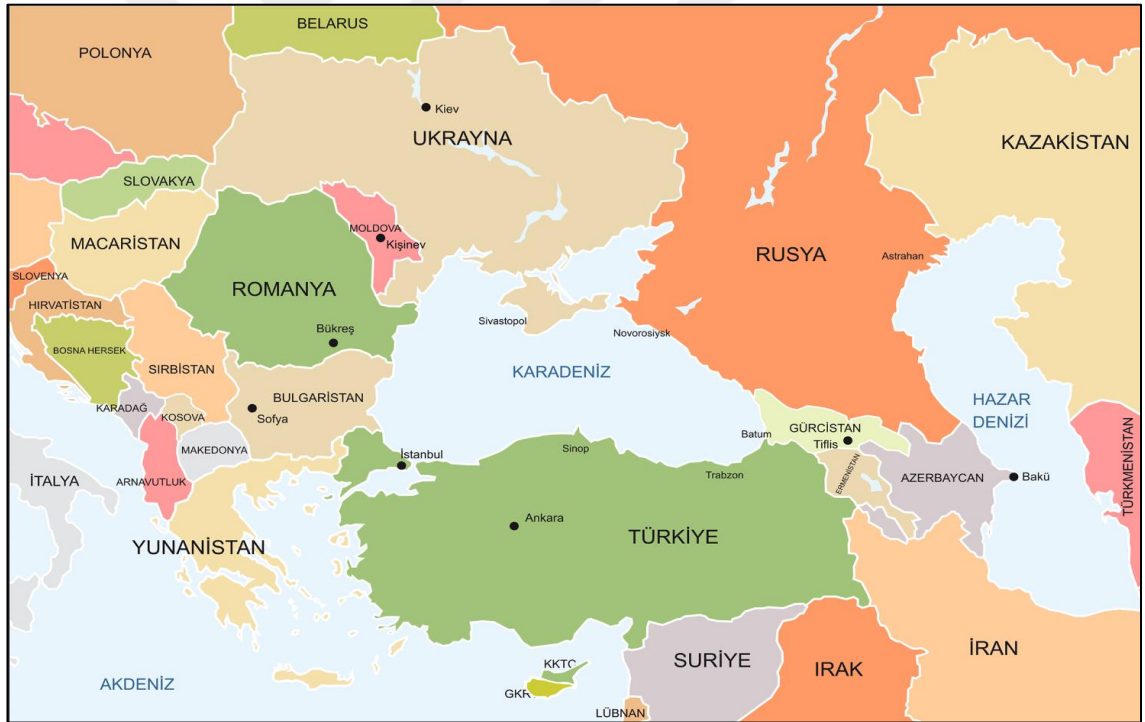 BELARUS
POLONYA
Kiev
UKRAYNA
KAZAKİSTAN
SLOVAKYA
MOLDOVA
Kişinev
MACARİSTAN
RUSYA
Astrahan
SLOVENYA
ROMANYA
HIRVATİSTAN
Sivastopol
Novorosiysk
Bükreş
BOSNA HERSEK
SIRBİSTAN
KARADENİZ
HAZAR
DENİZİ
BULGARİSTAN
KARADAĞ
KOSOVA
Sofya
GÜRCİSTAN
Batum
Tiflis
MAKEDONYA
İstanbul
Sinop
Trabzon
ERMENİSTAN
AZERBAYCAN
Bakü
TÜRKMENİSTAN
İTALYA
ARNAVUTLUK
Ankara
TÜRKİYE
YUNANİSTAN
İRAN
SURİYE
IRAK
KKTC
AKDENİZ
GKR
LÜBNAN